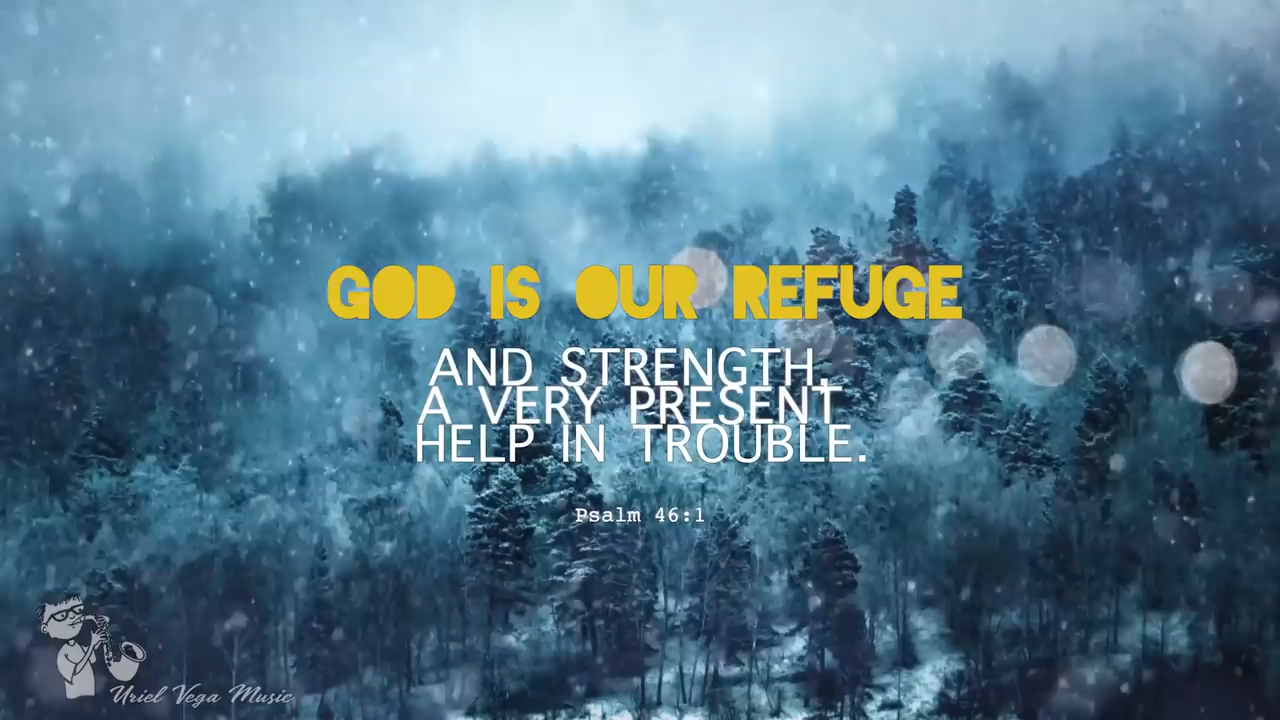 GOD IS OUR REFUGE
AND STRENGTH,
A VERY PRESENT
HELP IN TROUBLE.
Psalm 46:1
Uriel Vega Music